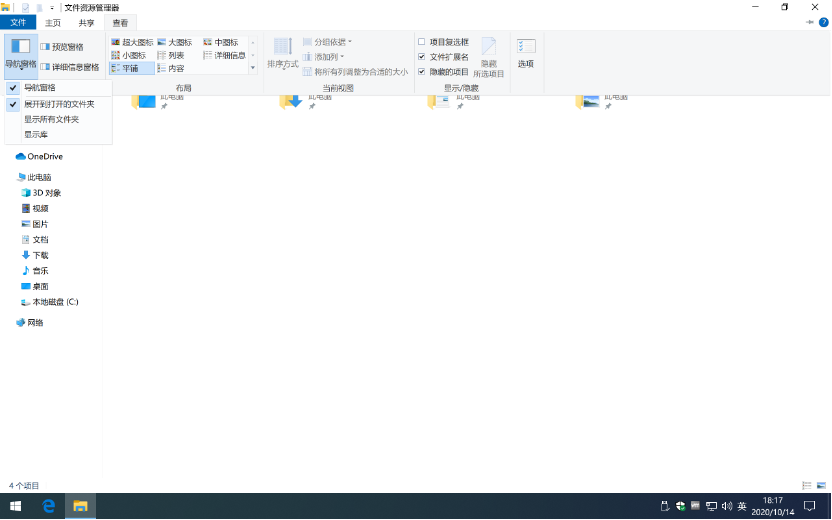 文件资源管理器
文件 主页 共享 查看
导航窗格
预览窗格
详细信息窗格
超大图标 大图标 中图标
小图标 列表 详细信息
平铺 内容
布局
排序方式
分组依据
添加列
将所有列调整为合适的大小
当前视图
项目复选框
文件扩展名
隐藏的项目
隐藏
所选项目
显示/隐藏
选项
导航窗格
展开到打开的文件夹
显示所有文件夹
显示库
此电脑 此电脑 此电脑 此电脑
OneDrive
此电脑
3D 对象
视频
图片
文档
下载
音乐
桌面
本地磁盘 (C:)
网络
4 个项目
英
18:17
2020/10/14